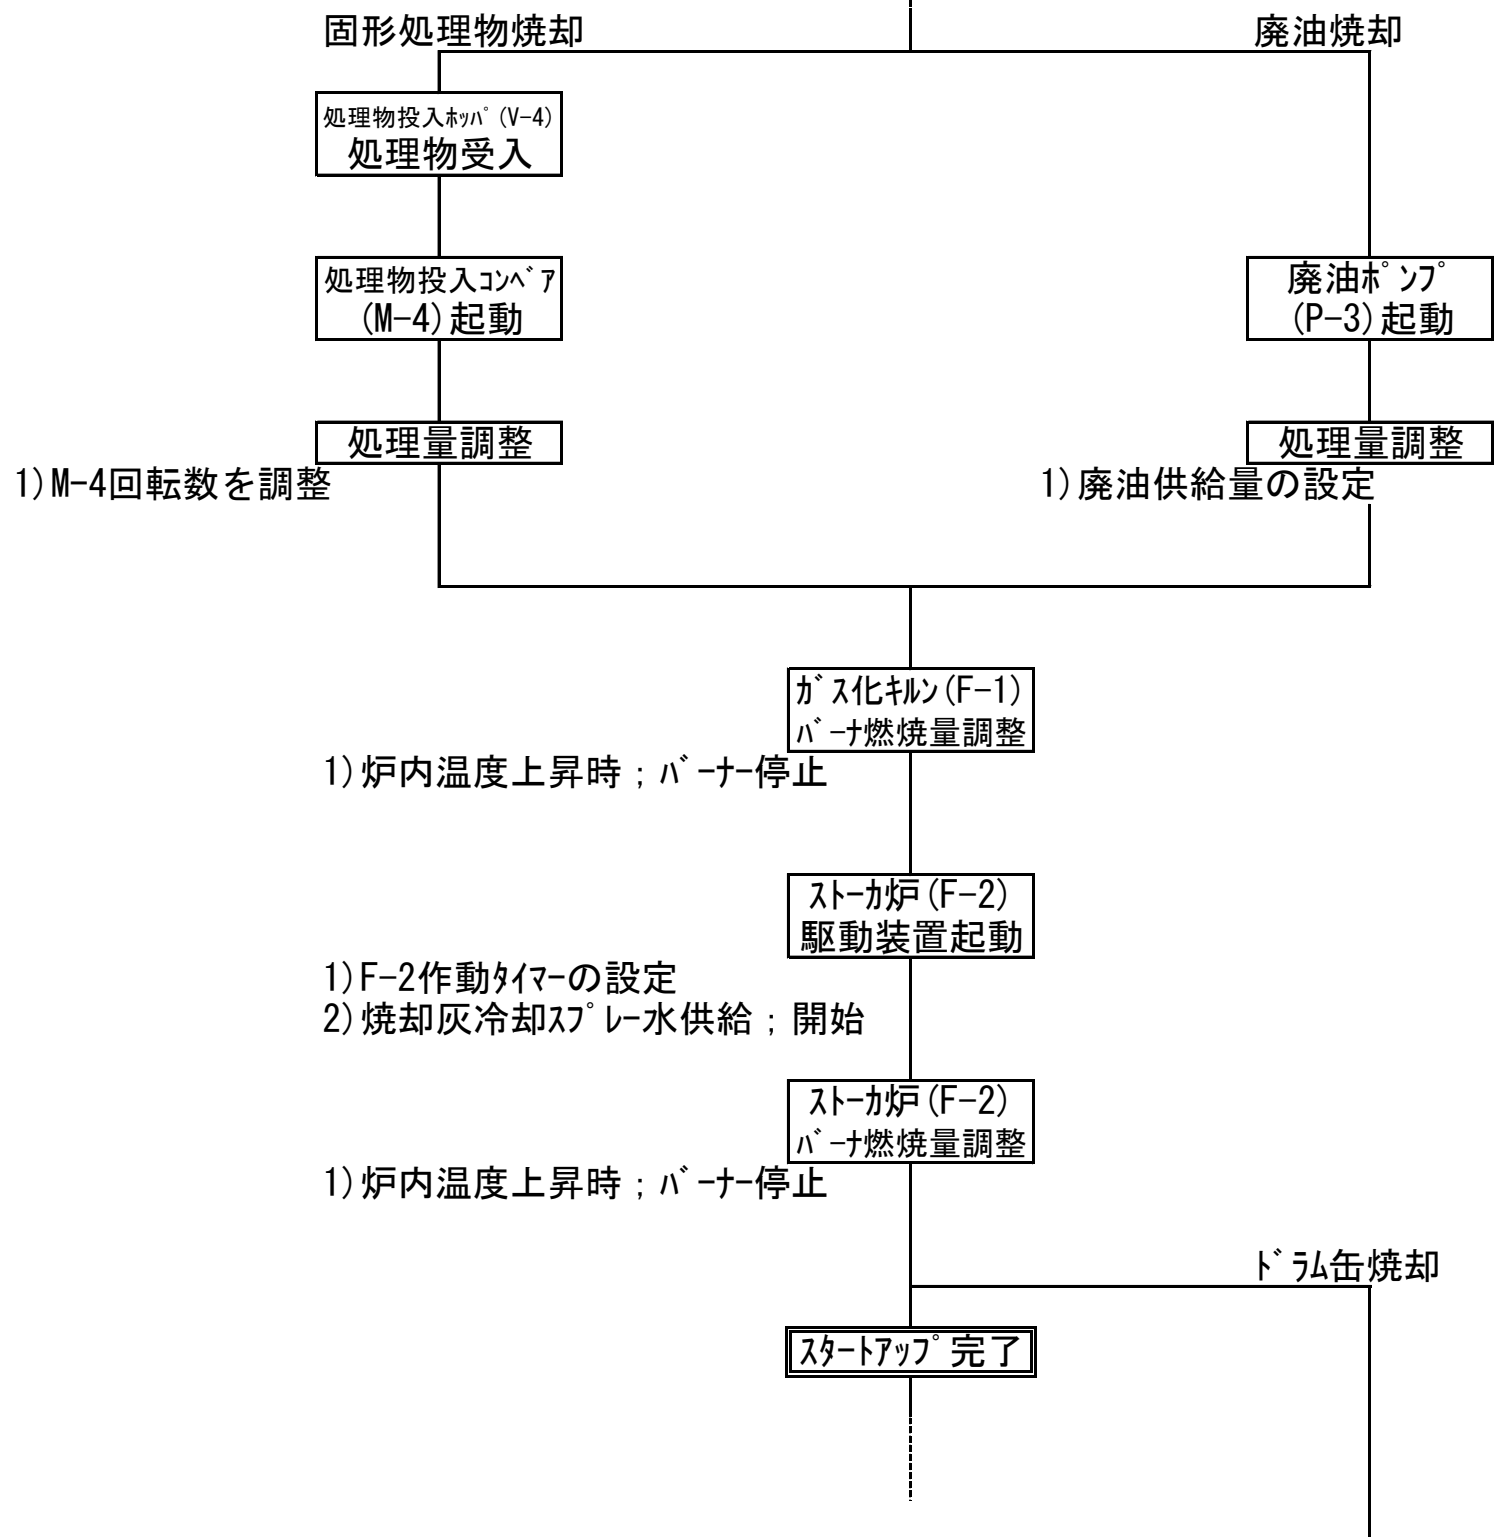 固形処理物焼却
廃油焼却
処理物投入ﾎｯﾊﾟ(V-4)
処理物受入
処理物投入ｺﾝﾍﾞｱ
(M-4)起動
廃油ﾎﾟﾝﾌﾟ
(P-3)起動
処理量調整
処理量調整
1)M-4回転数を調整
1)廃油供給量の設定
ｶﾞｽ化ｷﾙﾝ(F-1)
ﾊﾞｰﾅ燃焼量調整
1)炉内温度上昇時；ﾊﾞｰﾅｰ停止
ｽﾄｰｶ炉(F-2)
駆動装置起動
1)F-2作動ﾀｲﾏｰの設定
2)焼却灰冷却ｽﾌﾟﾚｰ水供給；開始
ｽﾄｰｶ炉(F-2)
ﾊﾞｰﾅ燃焼量調整
1)炉内温度上昇時；ﾊﾞｰﾅｰ停止
ﾄﾞﾗﾑ缶焼却
ｽﾀｰﾄｱｯﾌﾟ完了